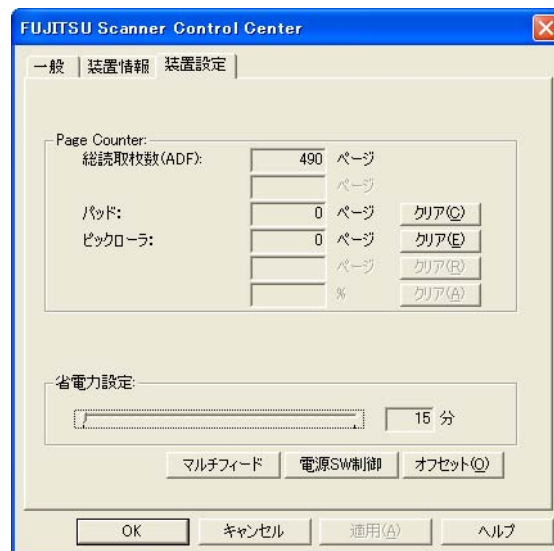 FUJITSU Scanner Control Center
一般 装置情報 装置設定
Page Counter:
総読取枚数(ADF): 490 ページ
ページ
パッド: 0 ページ クリア(C)
ピックローラ: 0 ページ クリア(E)
ページ クリア(R)
% クリア(A)
省電力設定:
15 分
マルチフィード 電源SW制御 オフセット(O)
OK キャンセル 適用(A) ヘルプ